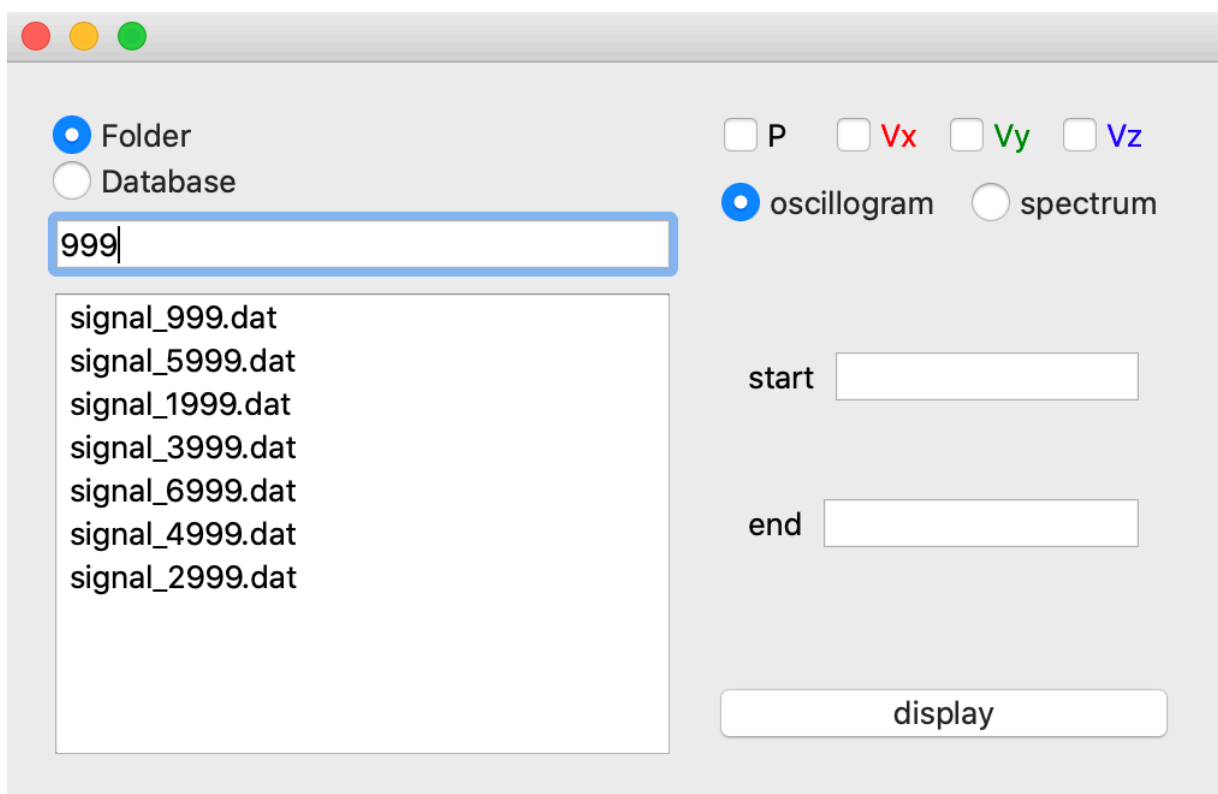 Folder
Database
999
signal_999.dat
signal_5999.dat
signal_1999.dat
signal_3999.dat
signal_6999.dat
signal_4999.dat
signal_2999.dat
P Vx Vy Vz
oscillogram spectrum
start
end
display